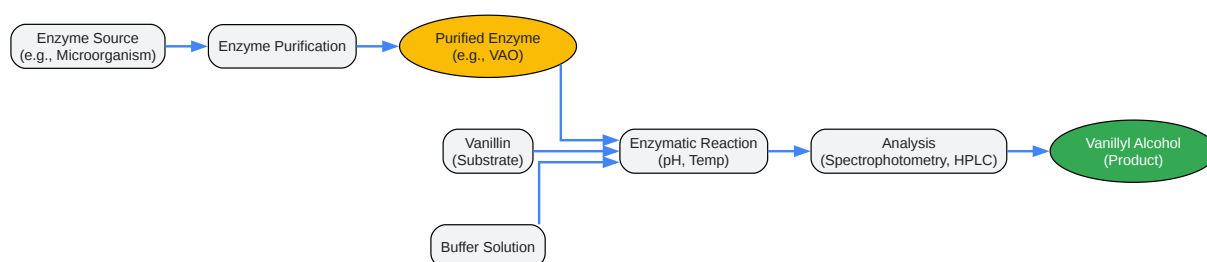 Enzyme Source
(e.g., Microorganism)
Enzyme Purification
Purified Enzyme
(e.g., VAO)
Vanillin
(Substrate)
Enzymatic Reaction
(pH, Temp)
Analysis
(Spectrophotometry, HPLC)
Vanillyl Alcohol
(Product)
Buffer Solution